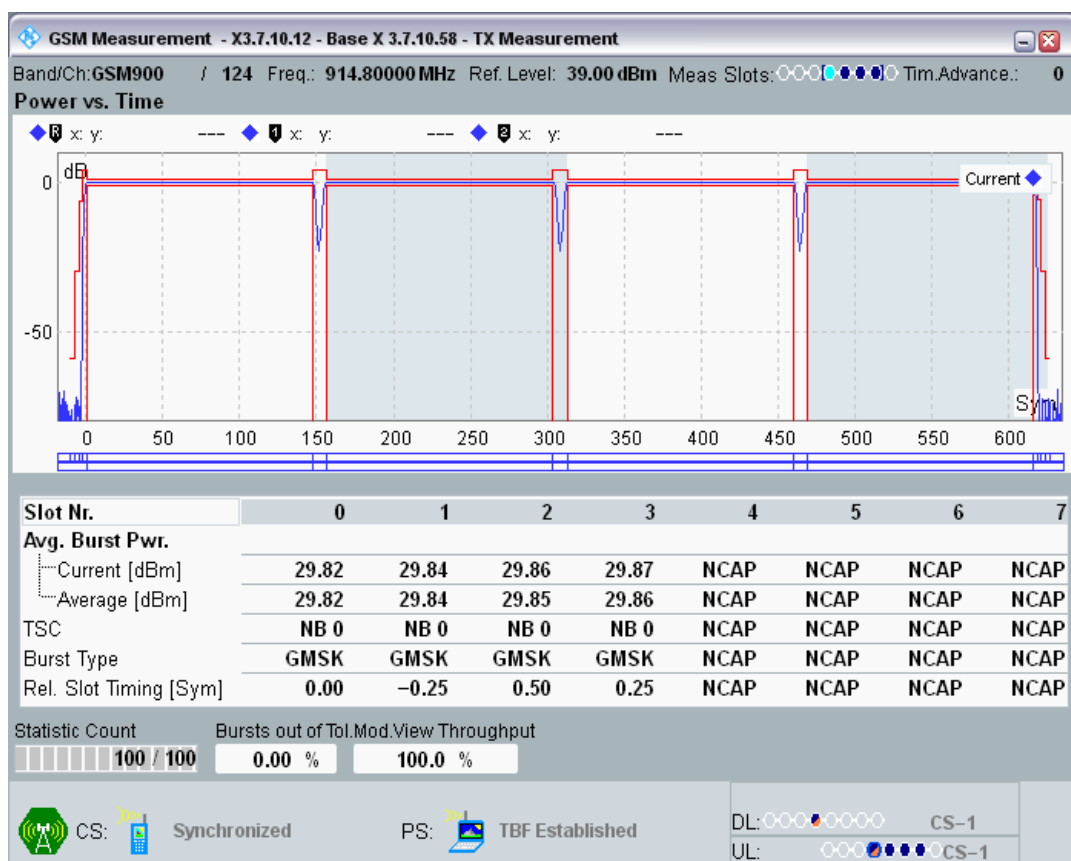 GSM Measurement - X3.7.10.12 - Base X 3.7.10.58 - TX Measurement
Band/Ch:GSM900 / 124 Freq.: 914.80000 MHz Ref. Level: 39.00 dBm Meas Slots: Tim.Advance.: 0
Power vs. Time
R x: y: --- 1 x: y: --- 2 x: y: ---
dB
Current
0
-50
Sym
0 50 100 150 200 250 300 350 400 450 500 550 600
Slot Nr. 0 1 2 3 4 5 6 7
Avg. Burst Pwr.
Current [dBm] 29.82 29.84 29.86 29.87 NCAP NCAP NCAP NCAP
Average [dBm] 29.82 29.84 29.85 29.86 NCAP NCAP NCAP NCAP
TSC NB 0 NB 0 NB 0 NB 0 NCAP NCAP NCAP NCAP
Burst Type GMSK GMSK GMSK GMSK NCAP NCAP NCAP NCAP
Rel. Slot Timing [Sym] 0.00 −0.25 0.50 0.25 NCAP NCAP NCAP NCAP
Statistic Count Bursts out of Tol. Mod.View Throughput
100 / 100 0.00 % 100.0 %
CS: Synchronized PS: TBF Established
DL: CS−1
UL: CS−1